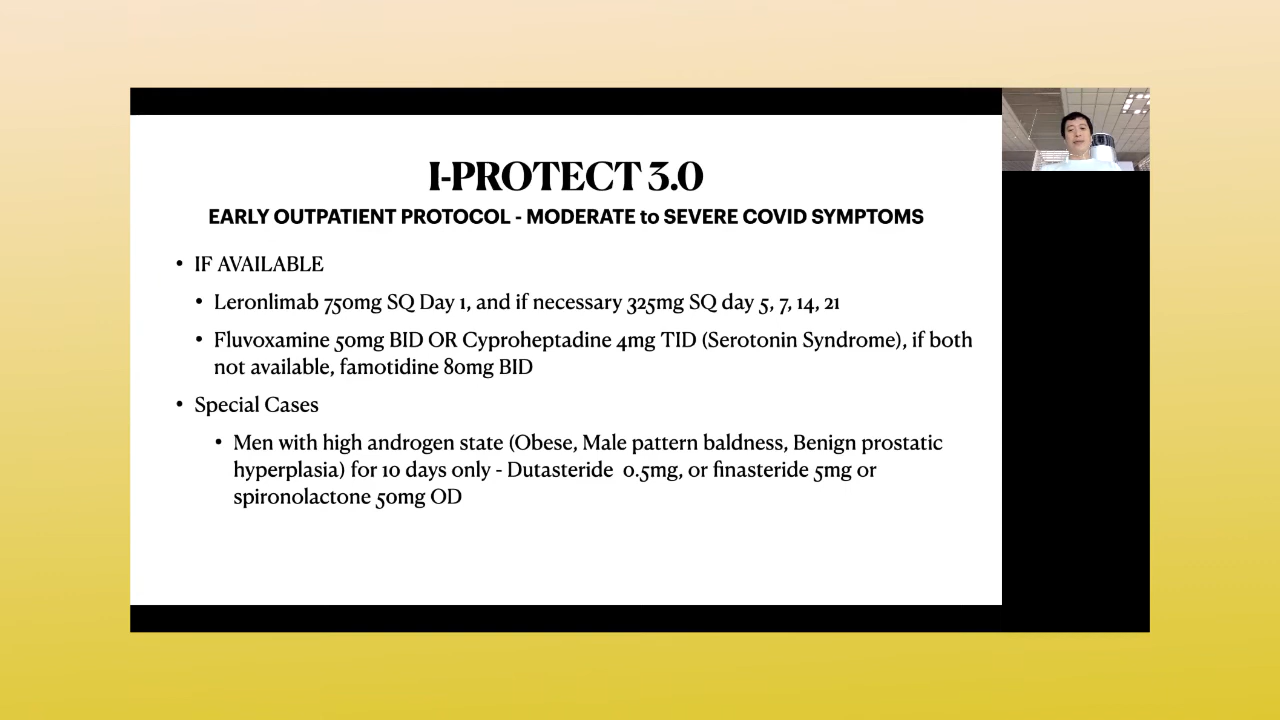 I-PROTECT 3.0
EARLY OUTPATIENT PROTOCOL - MODERATE to SEVERE COVID SYMPTOMS
• IF AVAILABLE
• Leronlimab 750mg SQ Day 1, and if necessary 325mg SQ day 5, 7, 14, 21
• Fluvoxamine 50mg BID OR Cyproheptadine 4mg TID (Serotonin Syndrome), if both
not available, famotidine 80mg BID
• Special Cases
• Men with high androgen state (Obese, Male pattern baldness, Benign prostatic
hyperplasia) for 10 days only - Dutasteride 0.5mg, or finasteride 5mg or
spironolactone 50mg OD